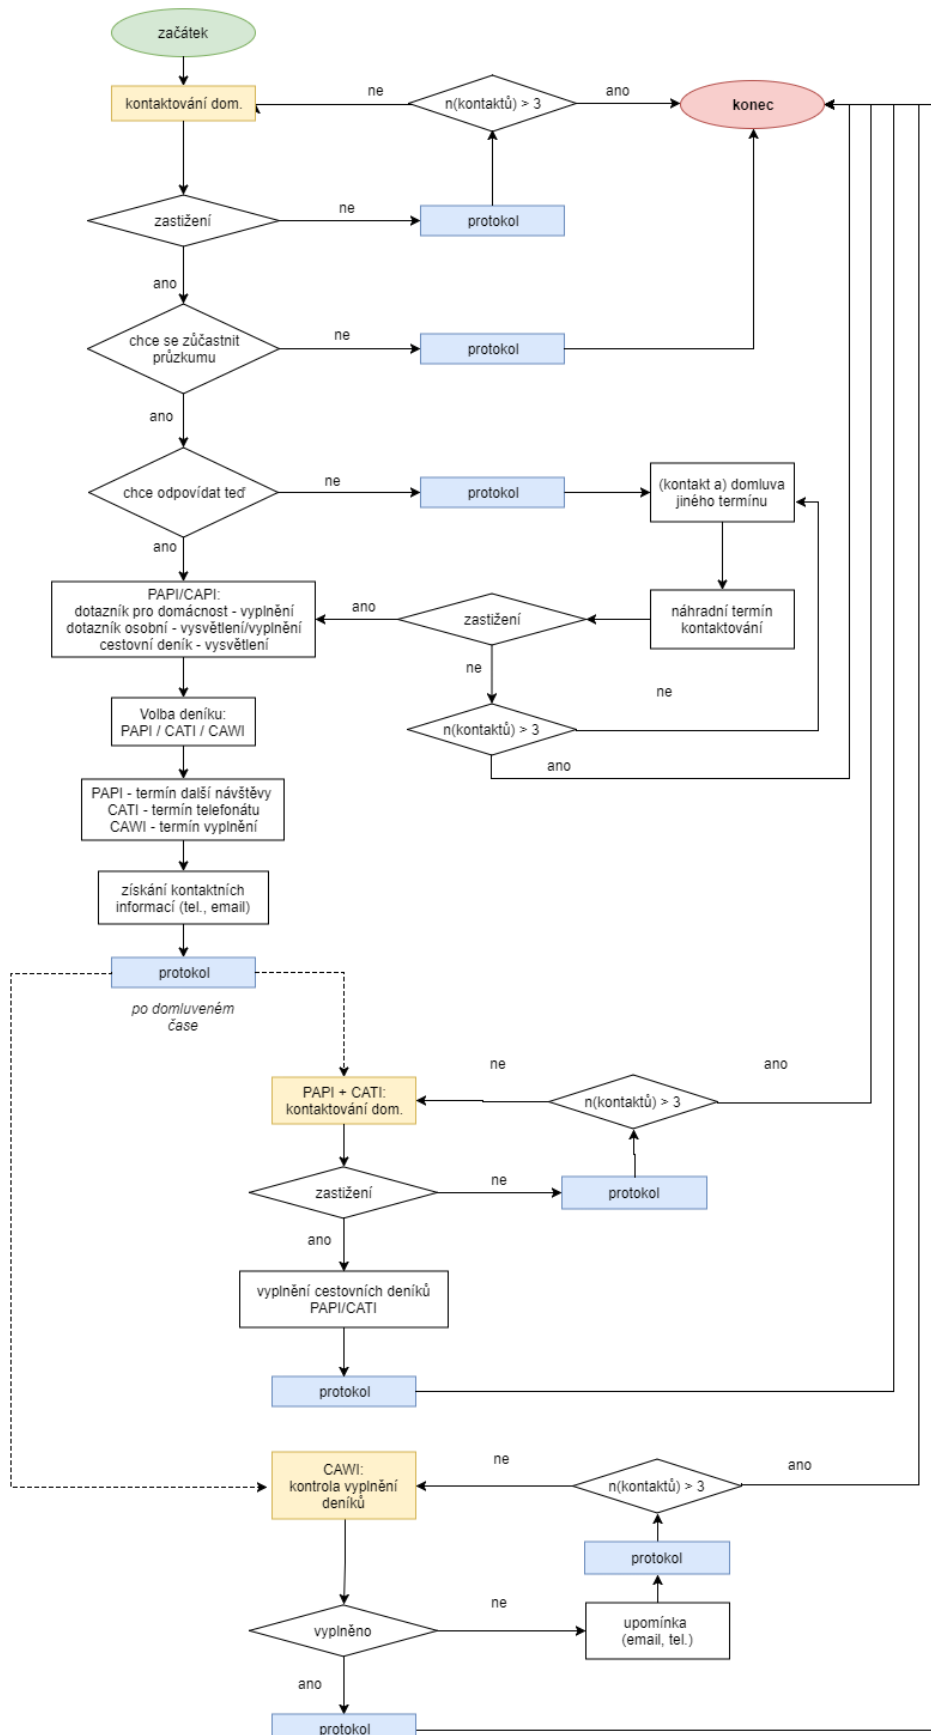 začátek
kontaktování dom.
ne
n(kontaktů) > 3
ano
konec
zastižení
ne
protokol
ano
chce se zůčastnit
průzkumu
ne
protokol
ano
chce odpovídat teď
ne
protokol
(kontakt a) domluva
jiného termínu
ano
PAPI/CAPI:
dotazník pro domácnost - vyplnění
dotazník osobní - vysvětlení/vyplnění
cestovní deník - vysvětlení
ano
zastižení
náhradní termín
kontaktování
ne
ne
n(kontaktů) > 3
ano
Volba deníku:
PAPI / CATI / CAWI
PAPI - termín další návštěvy
CATI - termín telefonátu
CAWI - termín vyplnění
získání kontaktních
informací (tel., email)
protokol
po domluveném
čase
PAPI + CATI:
kontaktování dom.
ne
n(kontaktů) > 3
ano
zastižení
ne
protokol
ano
vyplnění cestovních deníků
PAPI/CATI
protokol
CAWI:
kontrola vyplnění
deníků
ne
n(kontaktů) > 3
ano
protokol
vyplněno
ne
upomínka
(email, tel.)
ano
protokol